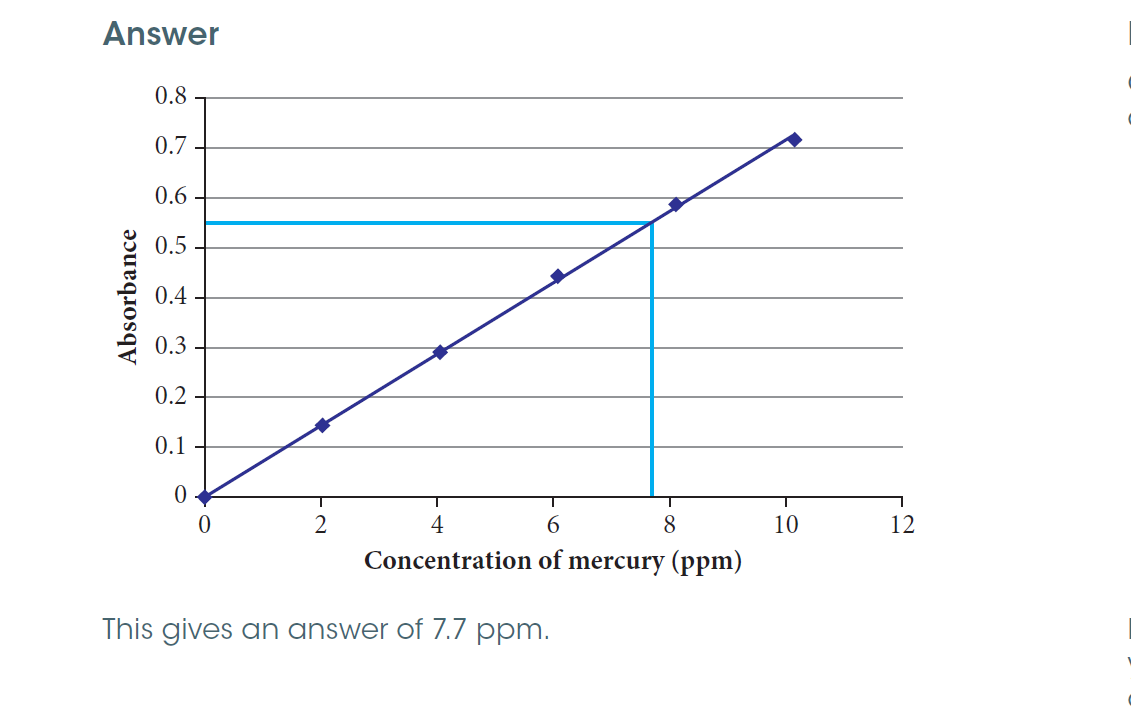 Answer
0.8
0.7
0.6
0.5
0.4
0.3
0.2
0.1
0
Absorbance
0 2 4 6 8 10 12
Concentration of mercury (ppm)
This gives an answer of 7.7 ppm.